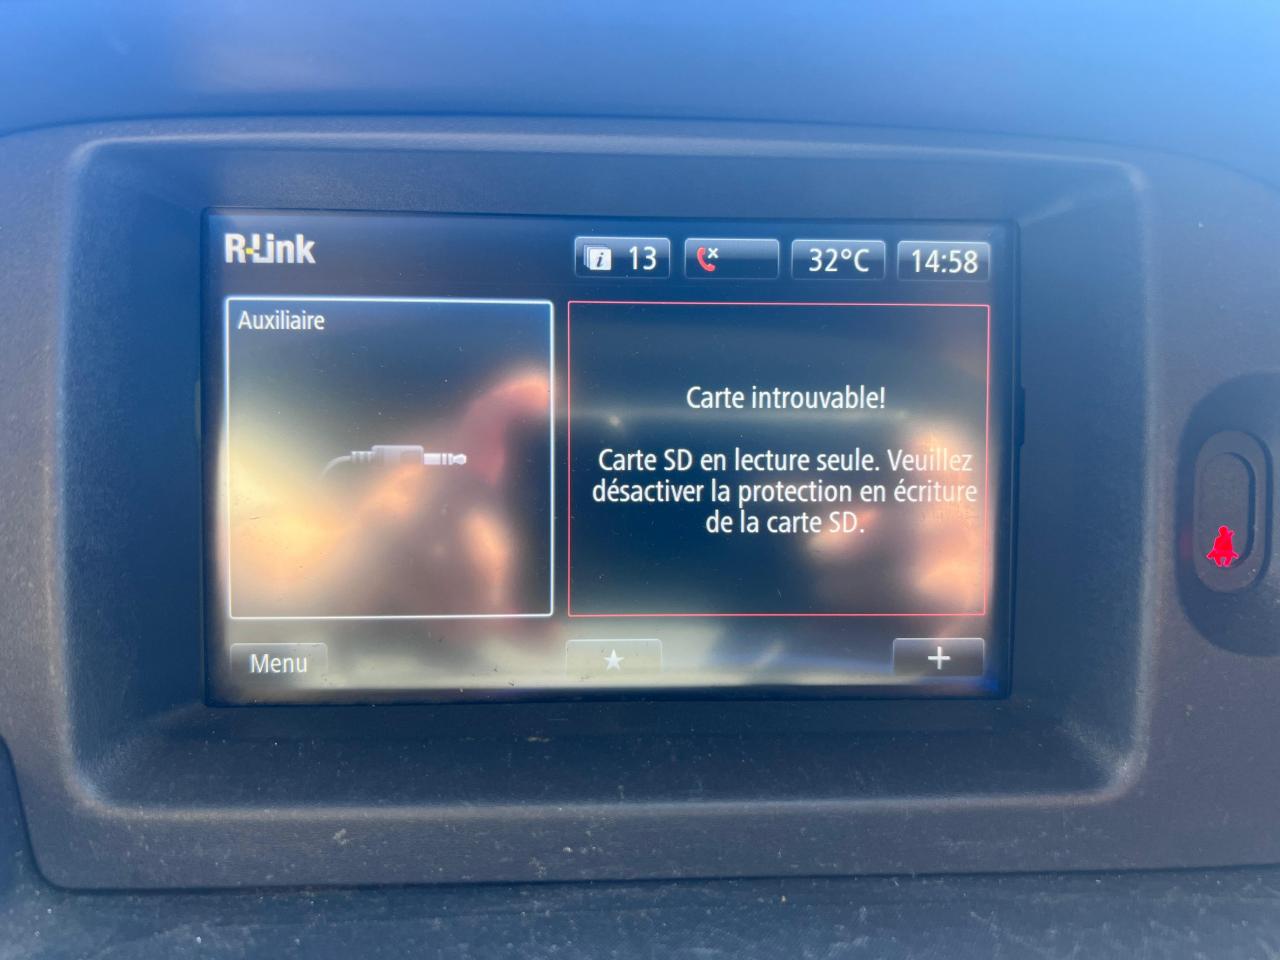 R-Link
i 13
32°C
14:58
Auxiliaire
Carte introuvable!
Carte SD en lecture seule. Veuillez
désactiver la protection en écriture
de la carte SD.
Menu
+